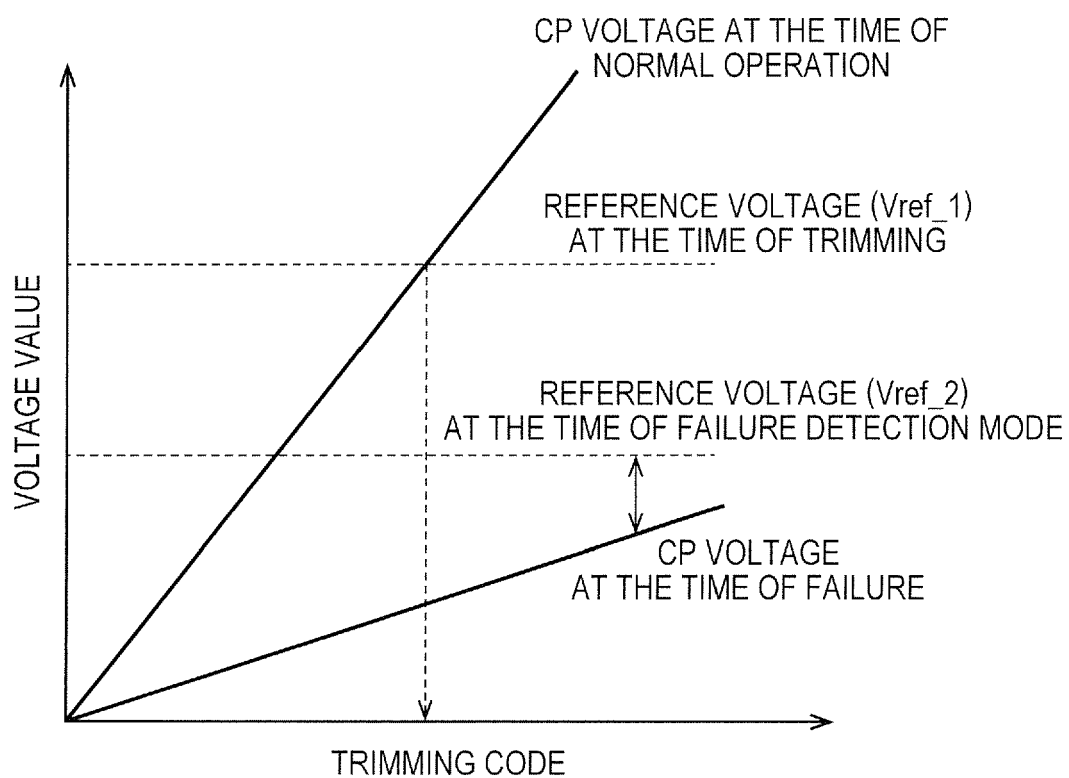 CP VOLTAGE AT THE TIME OF
NORMAL OPERATION
REFERENCE VOLTAGE (Vref_1)
AT THE TIME OF TRIMMING
VOLTAGE VALUE
REFERENCE VOLTAGE (Vref_2)
AT THE TIME OF FAILURE DETECTION MODE
CP VOLTAGE
AT THE TIME OF FAILURE
TRIMMING CODE